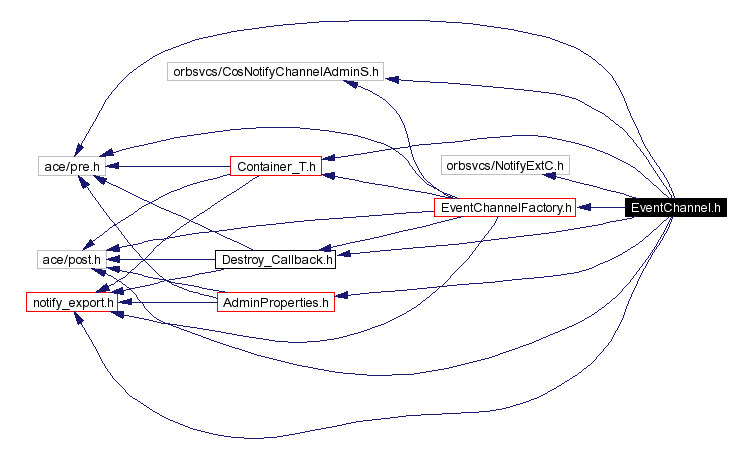 orbsvcs/CosNotifyChannelAdminS.h
ace/pre.h
Container_T.h
orbsvcs/NotifyExtC.h
EventChannelFactory.h
EventChannel.h
ace/post.h
Destroy_Callback.h
notify_export.h
AdminProperties.h